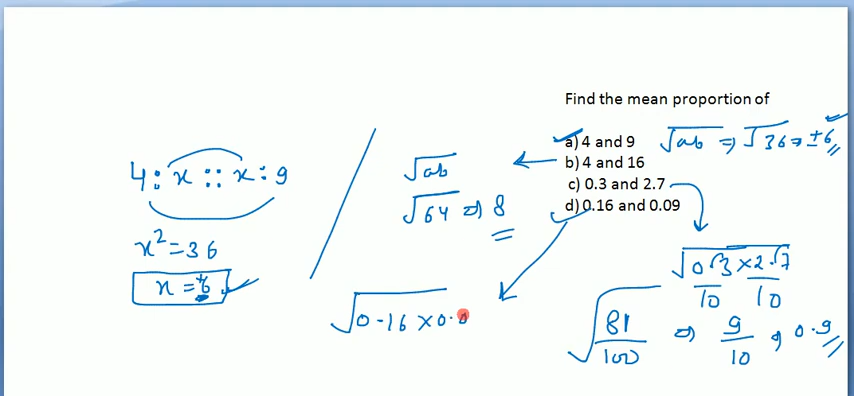 Find the mean proportion of
a) 4 and 9 √ab ⇒ √36 ⇒ ±6
b) 4 and 16
c) 0.3 and 2.7
d) 0.16 and 0.09
4 : x :: x : 9
x² = 36
x = ±6
√ab
√64 ⇒ 8
√0.3 × 2.7
10 10
√81/100 ⇒ 9/10 , 0.9
√0.16 × 0.0